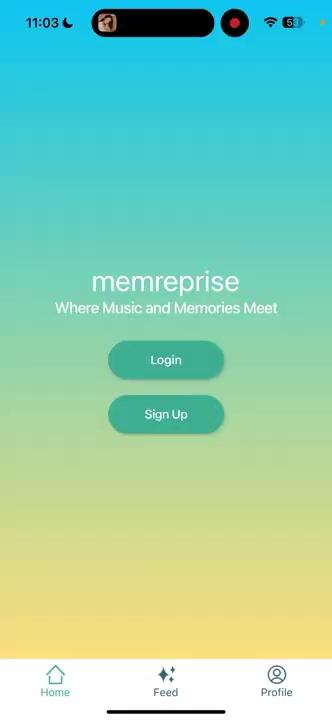 11:03
53
memreprise
Where Music and Memories Meet
Login
Sign Up
Home
Feed
Profile